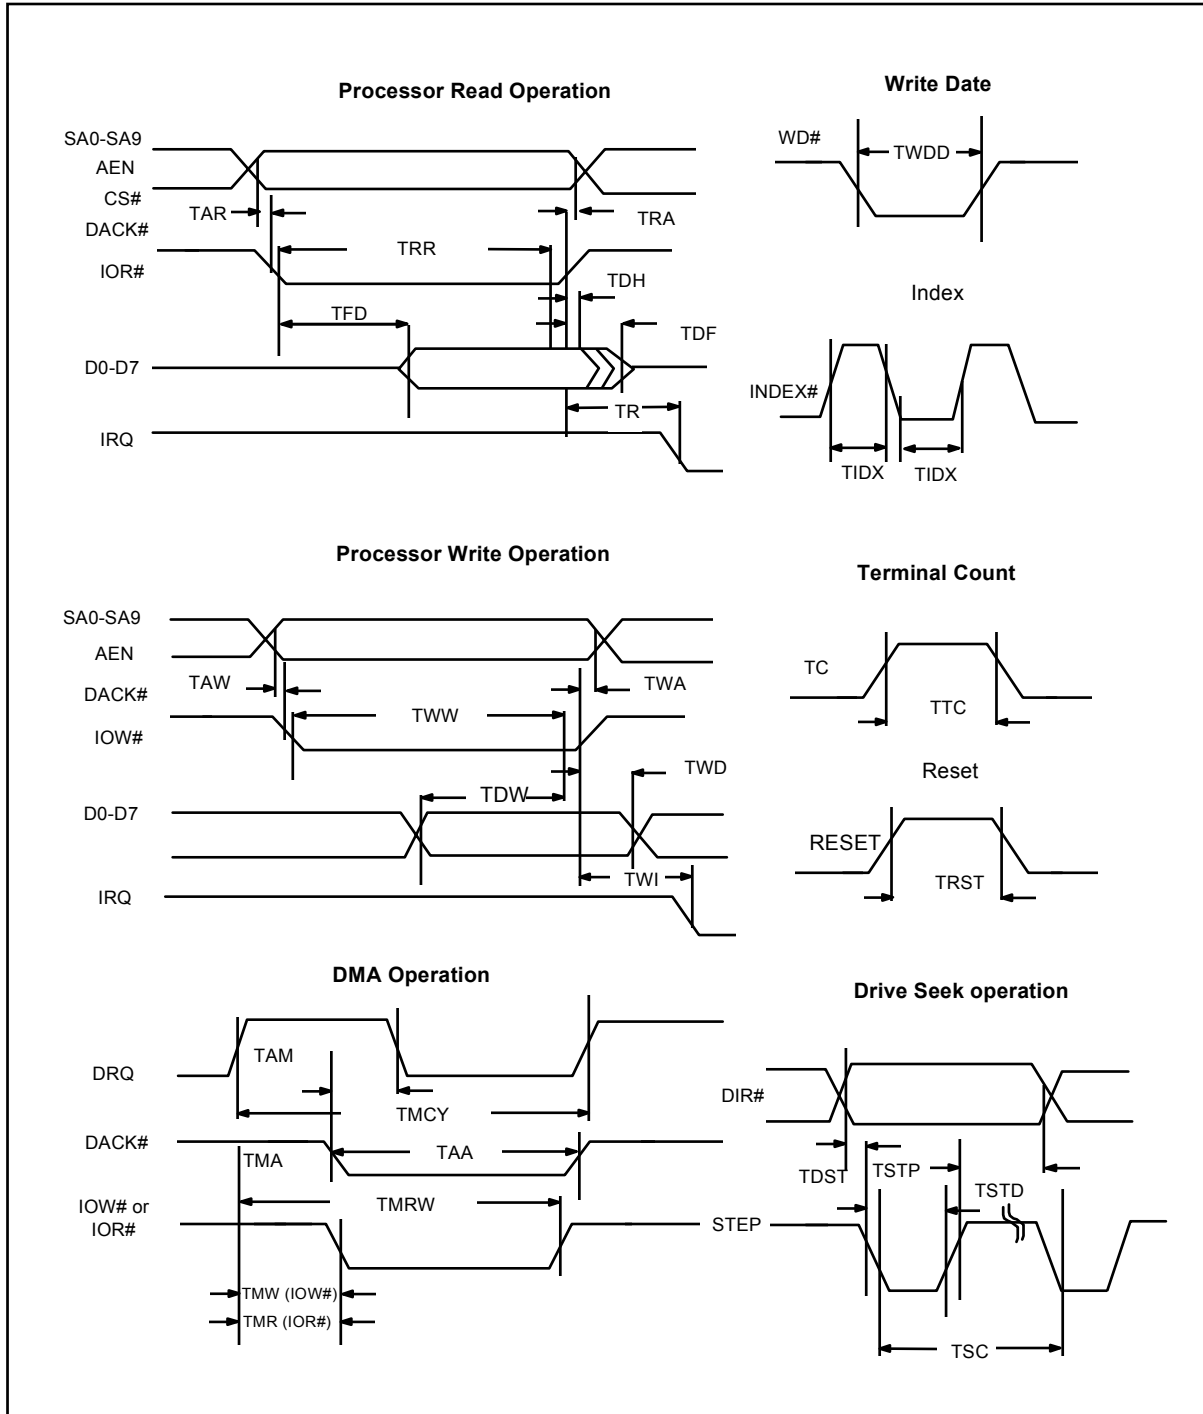 Processor Read Operation
SA0-SA9
AEN
CS#
TAR
TRA
DACK#
TRR
IOR#
TDH
TFD
TDF
D0-D7
TR
IRQ
Write Date
WD#
TWDD
Index
INDEX#
TIDX
TIDX
Processor Write Operation
SA0-SA9
AEN
TAW
TWA
DACK#
TWW
IOW#
TWD
TDW
D0-D7
TWI
IRQ
Terminal Count
TC
TTC
Reset
RESET
TRST
DMA Operation
TAM
DRQ
TMCY
DACK#
TMA
TAA
IOW# or
IOR#
TMRW
TMW (IOW#)
TMR (IOR#)
Drive Seek operation
DIR#
TDST
TSTP
TSTD
STEP
TSC